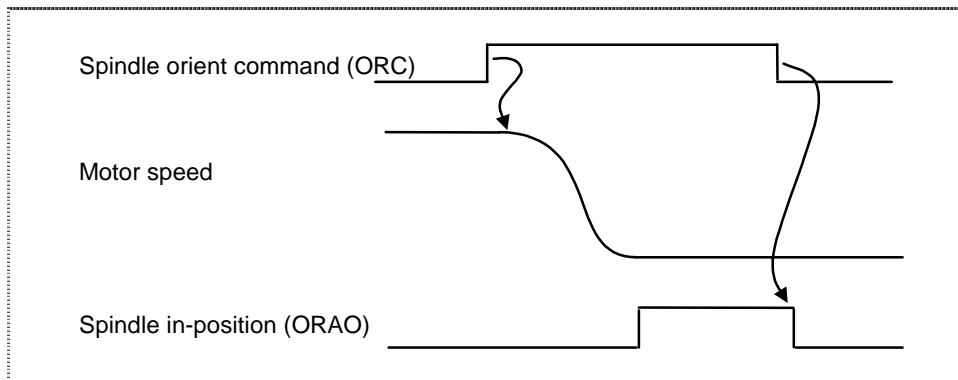 Spindle orient command (ORC)
Motor speed
Spindle in-position (ORAO)